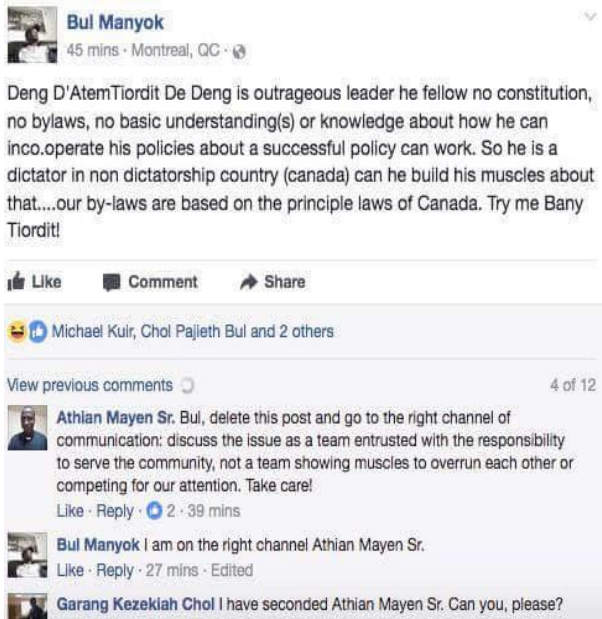 Bul Manyok
45 mins · Montreal, QC ·
Deng D'AtemTiordit De Deng is outrageous leader he fellow no constitution,
no bylaws, no basic understanding(s) or knowledge about how he can
inco.operate his policies about a successful policy can work. So he is a
dictator in non dictatorship country (canada) can he build his muscles about
that....our by-laws are based on the principle laws of Canada. Try me Bany
Tiordit!
Like Comment Share
Michael Kuir, Chol Pajieth Bul and 2 others
View previous comments 4 of 12
Athian Mayen Sr. Bul, delete this post and go to the right channel of
communication: discuss the issue as a team entrusted with the responsibility
to serve the community, not a team showing muscles to overrun each other or
competing for our attention. Take care!
Like · Reply · 2 · 39 mins
Bul Manyok I am on the right channel Athian Mayen Sr.
Like · Reply · 27 mins · Edited
Garang Kezekiah Chol I have seconded Athian Mayen Sr. Can you, please?